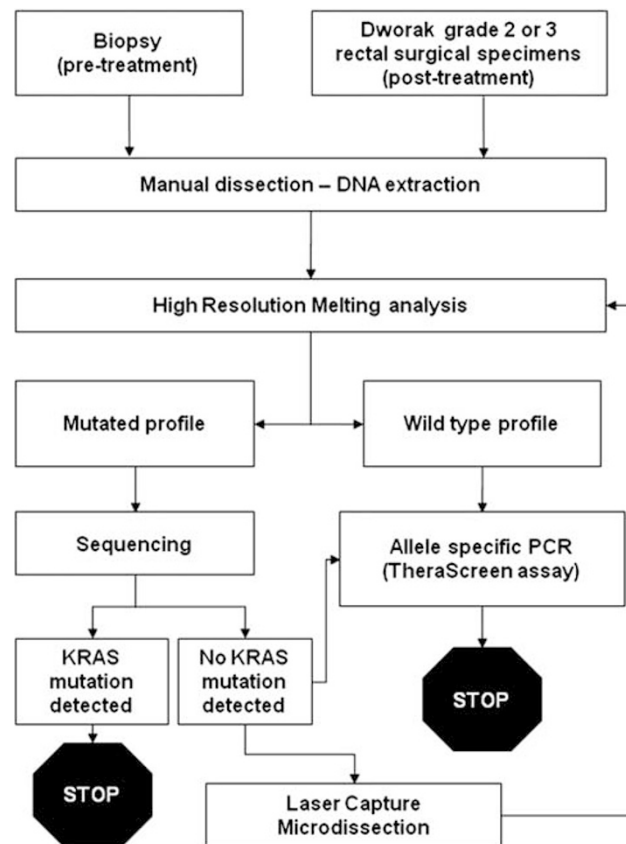 Biopsy
(pre-treatment)
Dworak grade 2 or 3
rectal surgical specimens
(post-treatment)
Manual dissection – DNA extraction
High Resolution Melting analysis
Mutated profile
Wild type profile
Sequencing
Allele specific PCR
(TheraScreen assay)
KRAS
mutation
detected
No KRAS
mutation
detected
STOP
STOP
Laser Capture
Microdissection